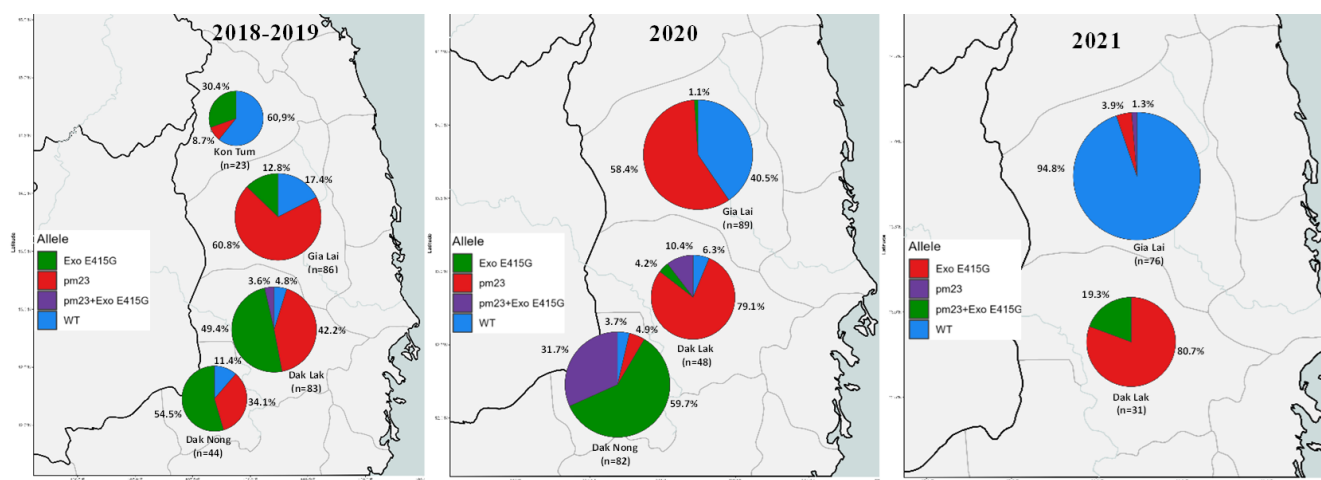 2018-2019
30.4%
60,9%
8.7%
Kon Tum
(n=23)
12.8%
17.4%
60.8%
Gia Lai
(n=86)
Allele
Exo E415G
pm23
pm23+Exo E415G
WT
3.6%
4.8%
49.4%
42.2%
Dak Lak
(n=83)
11.4%
54.5%
34.1%
Dak Nong
(n=44)
Latitude
2020
1.1%
58.4%
40.5%
Gia Lai
(n=89)
Allele
Exo E415G
pm23
pm23+Exo E415G
WT
10.4%
6.3%
4.2%
79.1%
Dak Lak
(n=48)
3.7%
4.9%
31.7%
59.7%
Dak Nong
(n=82)
Latitude
2021
3.9%
1.3%
94.8%
Gia Lai
(n=76)
Allele
Exo E415G
pm23
pm23+Exo E415G
WT
19.3%
80.7%
Dak Lak
(n=31)
Latitude